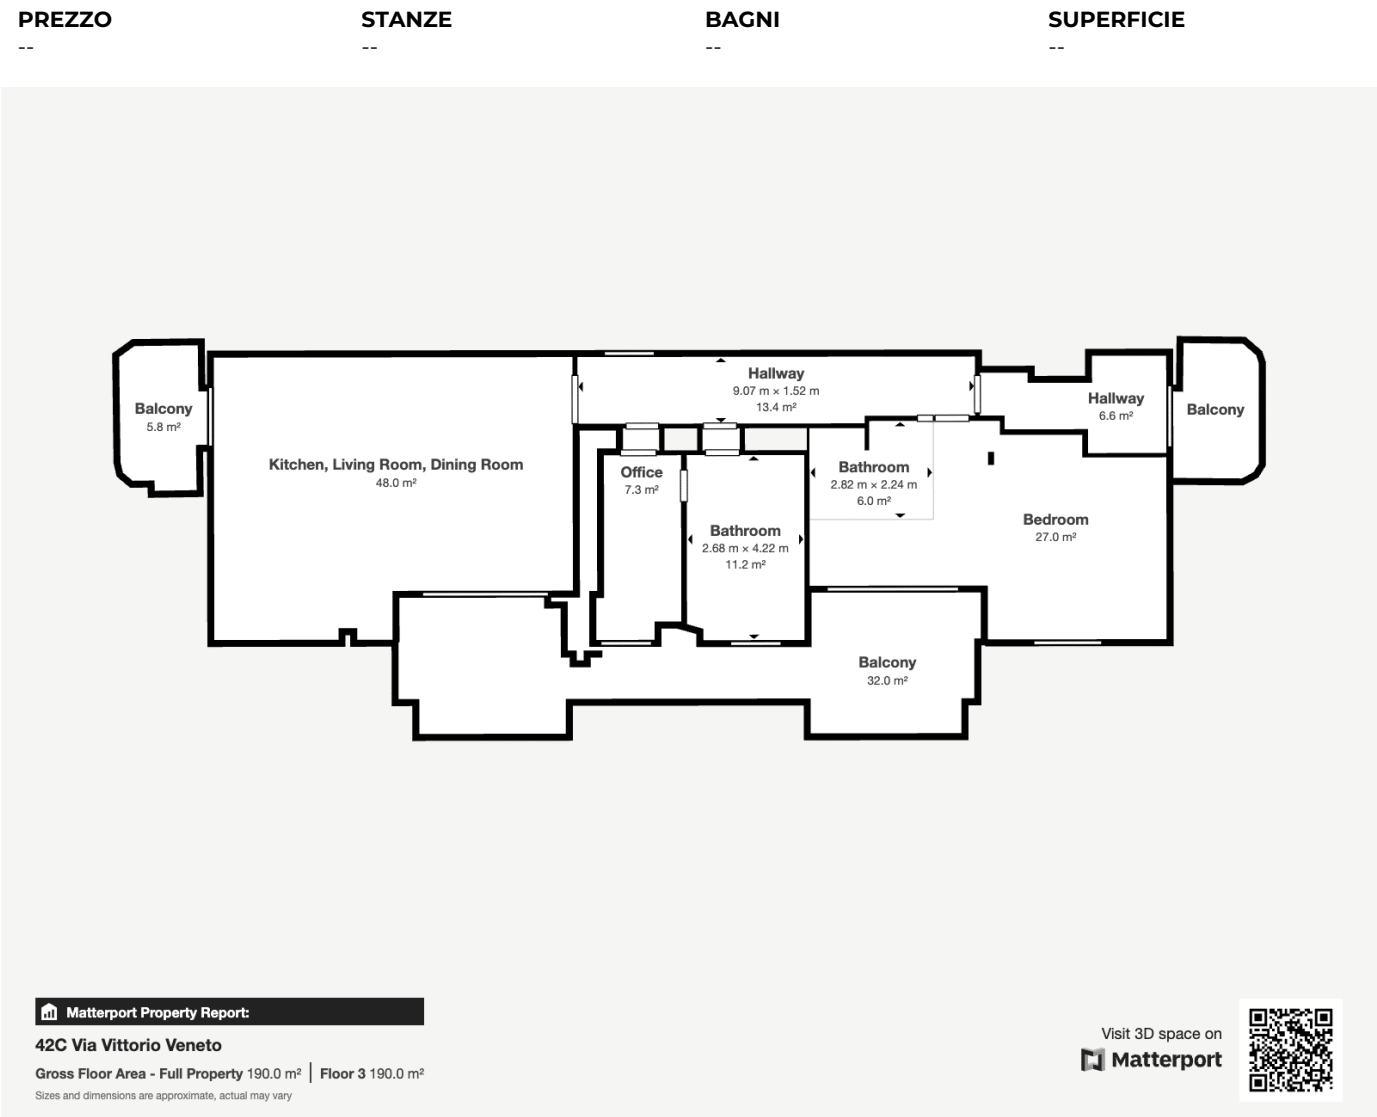 PREZZO
--
STANZE
--
BAGNI
--
SUPERFICIE
--
Balcony
5.8 m²
Kitchen, Living Room, Dining Room
48.0 m²
Hallway
9.07 m × 1.52 m
13.4 m²
Hallway
6.6 m²
Balcony
Office
7.3 m²
Bathroom
2.68 m × 4.22 m
11.2 m²
Bathroom
2.82 m × 2.24 m
6.0 m²
Bedroom
27.0 m²
Balcony
32.0 m²
Matterport Property Report:
42C Via Vittorio Veneto
Gross Floor Area - Full Property 190.0 m² | Floor 3 190.0 m²
Sizes and dimensions are approximate, actual may vary
Visit 3D space on
Matterport